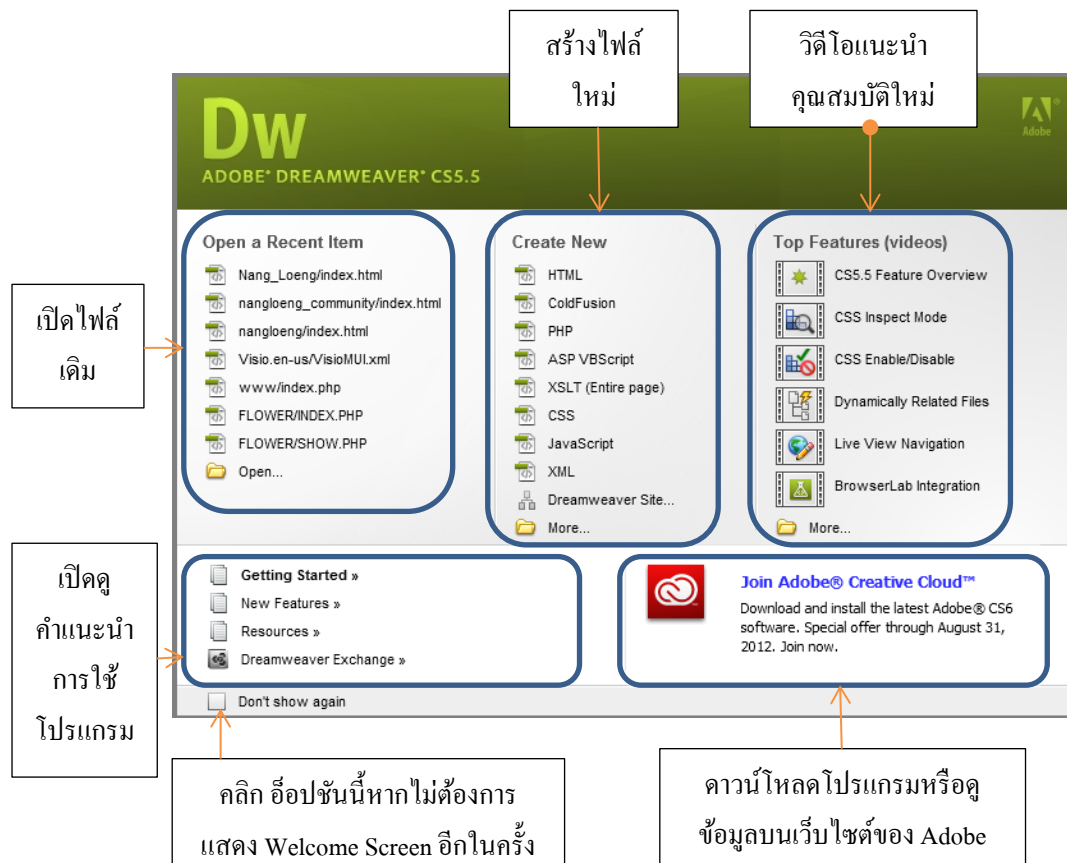 สร้างไฟล์
ใหม่
วิดีโอแนะนำ
คุณสมบัติใหม่
Dw
ADOBE® DREAMWEAVER® CS5.5
Adobe
เปิดไฟล์
เดิม
Open a Recent Item
Nang_Loeng/index.html
nangloeng_community/index.html
nangloeng/index.html
Visio.en-us/VisioMUI.xml
www/index.php
FLOWER/INDEX.PHP
FLOWER/SHOW.PHP
Open...
Create New
HTML
ColdFusion
PHP
ASP VBScript
XSLT (Entire page)
CSS
JavaScript
XML
Dreamweaver Site...
More...
Top Features (videos)
CS5.5 Feature Overview
CSS Inspect Mode
CSS Enable/Disable
Dynamically Related Files
Live View Navigation
BrowserLab Integration
More...
เปิดดู
คำแนะนำ
การใช้
โปรแกรม
Getting Started »
New Features »
Resources »
Dreamweaver Exchange »
Join Adobe® Creative Cloud™
Download and install the latest Adobe® CS6
software. Special offer through August 31,
2012. Join now.
Don't show again
คลิก อ็อปชันนี้หากไม่ต้องการ
แสดง Welcome Screen อีกในครั้ง
ดาวน์โหลดโปรแกรมหรือดู
ข้อมูลบนเว็บไซต์ของ Adobe